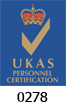 UKAS
PERSONNEL
CERTIFICATION
0278